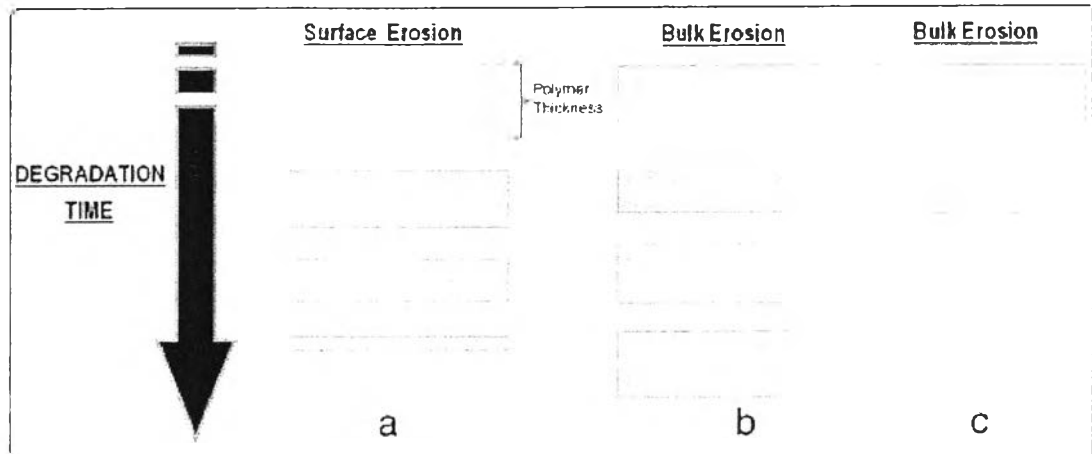 Surface Erosion
Bulk Erosion
Bulk Erosion
Polymer
Thickness
DEGRADATION
TIME
a
b
c